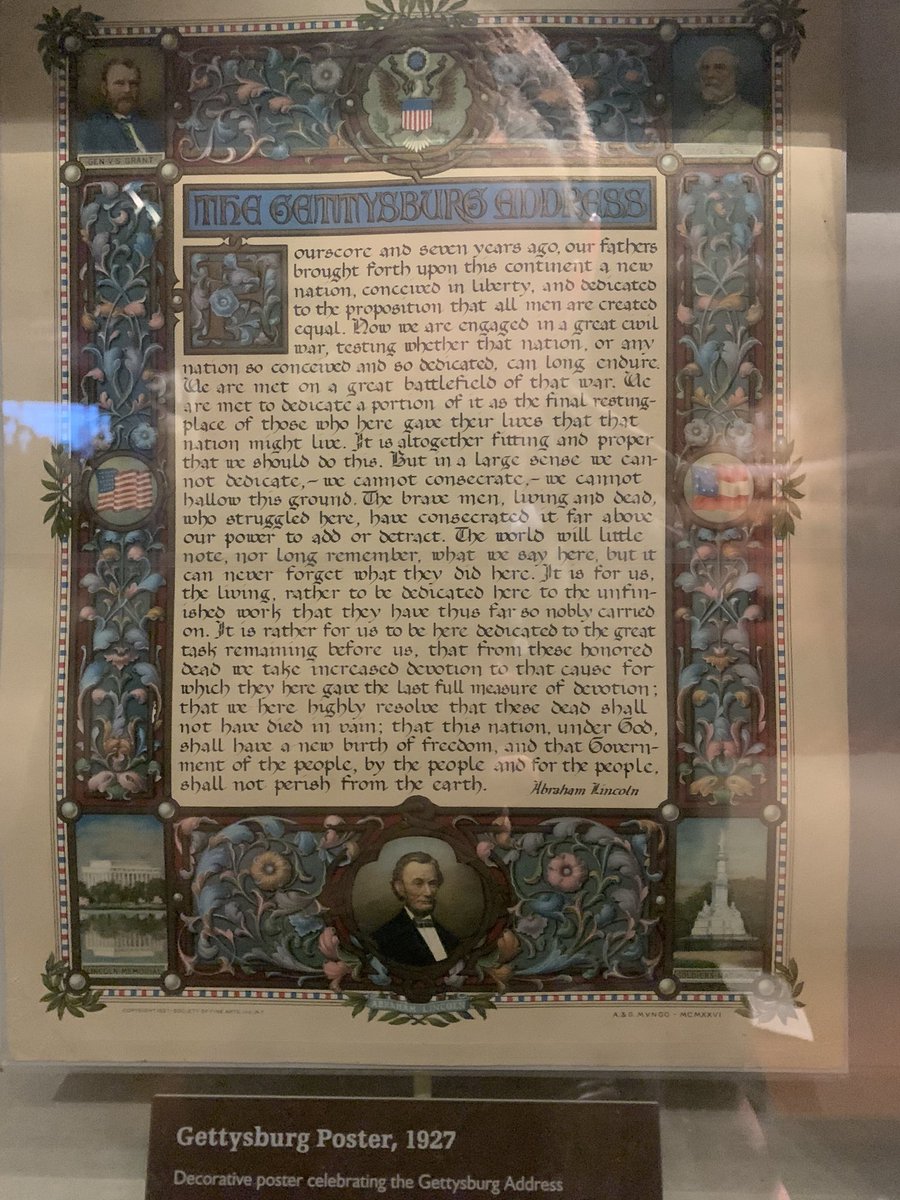 GEN·U·S· GRANT
THE GETTYSBURG ADDRESS
Fourscore and seven years ago, our fathers
brought forth upon this continent a new
nation, conceived in liberty, and dedicated
to the proposition that all men are created
equal. Now we are engaged in a great civil
war, testing whether that nation, or any
nation so conceived and so dedicated, can long endure.
We are met on a great battlefield of that war. We
are met to dedicate a portion of it as the final resting-
place of those who here gave their lives that that
nation might live. It is altogether fitting and proper
that we should do this. But in a large sense we can-
not dedicate,- we cannot consecrate,- we cannot
hallow this ground. The brave men, living and dead,
who struggled here, have consecrated it far above
our power to add or detract. The world will little
note, nor long remember, what we say here, but it
can never forget what they did here. It is for us,
the living, rather to be dedicated here to the unfin-
ished work that they have thus far so nobly carried
on. It is rather for us to be here dedicated to the great
task remaining before us, that from these honored
dead we take increased devotion to that cause for
which they here gave the last full measure of devotion;
that we here highly resolve that these dead shall
not have died in vain; that this nation, under God,
shall have a new birth of freedom, and that Govern-
ment of the people, by the people and for the people,
shall not perish from the earth. Abraham Lincoln
LINCOLN·MEMORIAL
ABRAHAM LINCOLN
A.&G. MVNGO - MCMXXVI
Gettysburg Poster, 1927
Decorative poster celebrating the Gettysburg Address